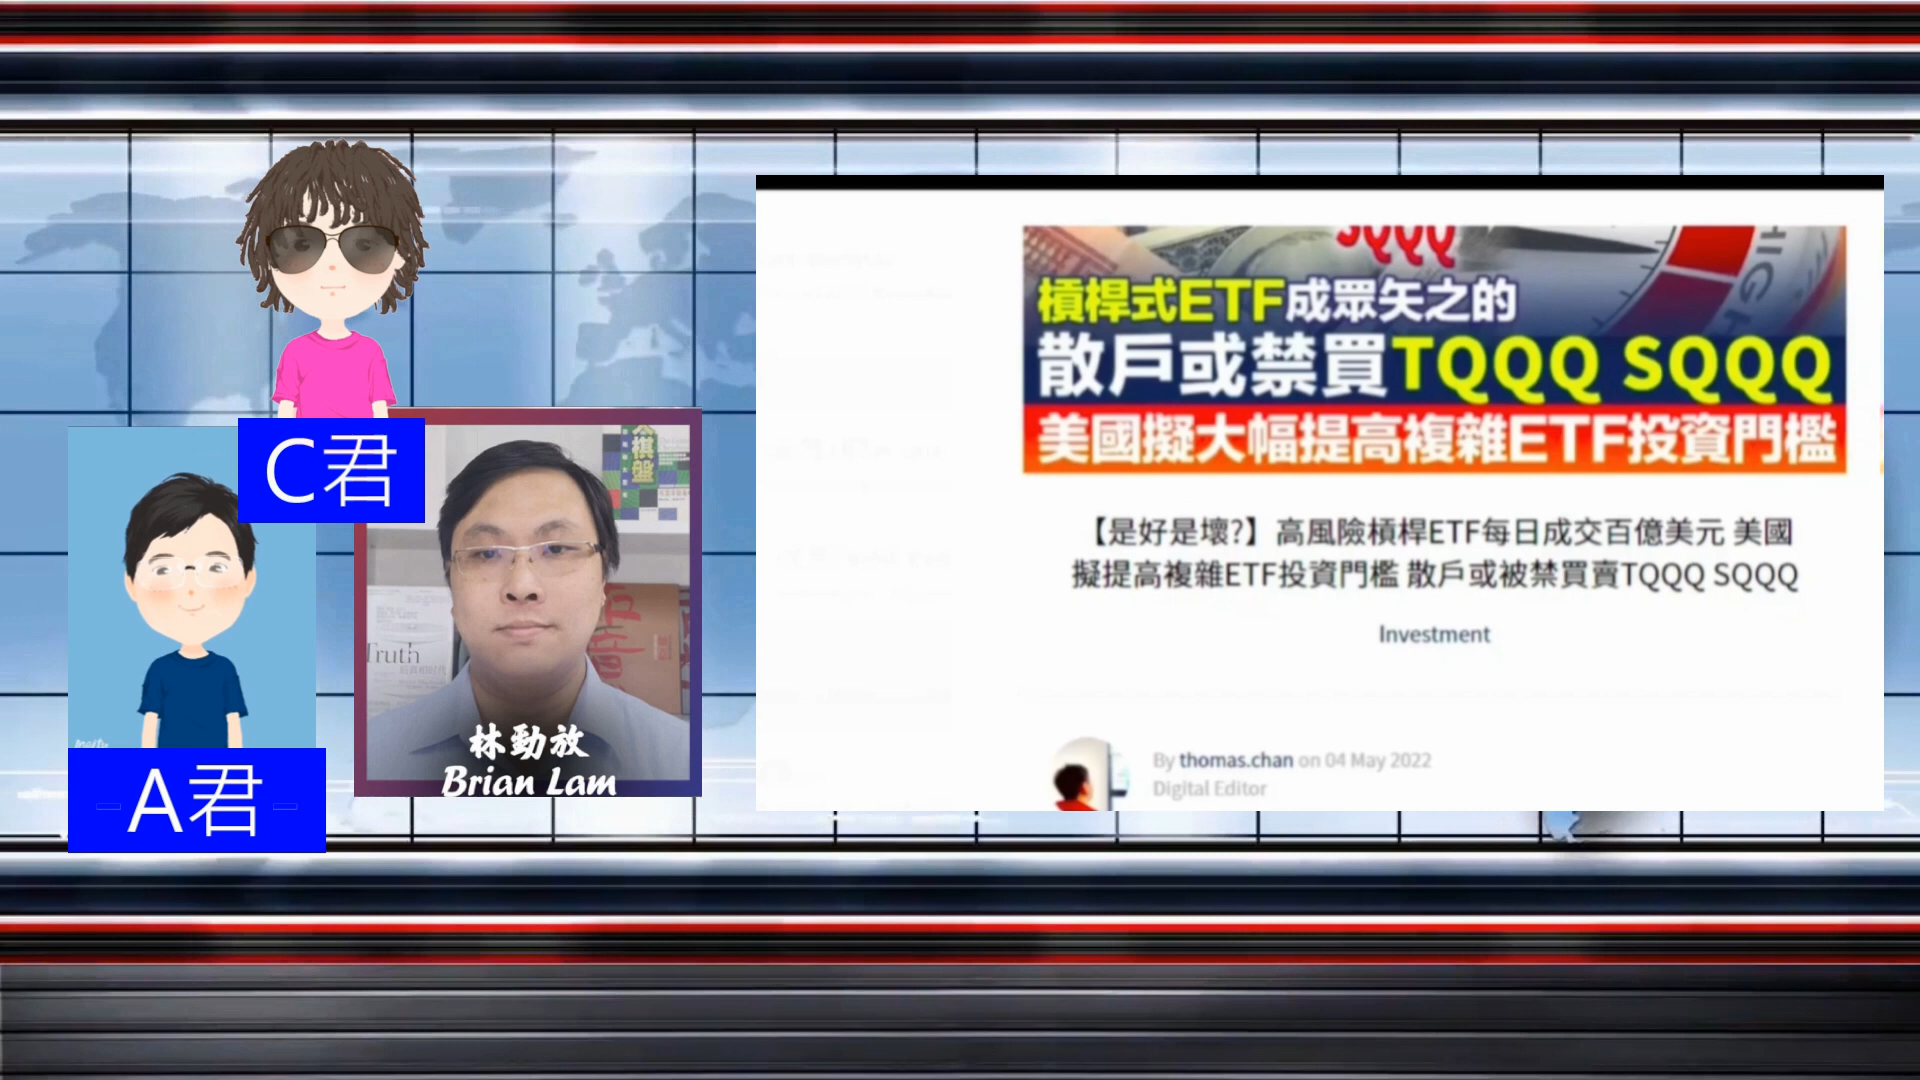 C君
A君
Truth
林勁放
Brian Lam
SQQQ
槓桿式ETF成眾矢之的
散戶或禁買TQQQ SQQQ
美國擬大幅提高複雜ETF投資門檻
【是好是壞?】高風險槓桿ETF每日成交百億美元 美國
擬提高複雜ETF投資門檻 散戶或被禁買賣TQQQ SQQQ
Investment
By thomas.chan on 04 May 2022
Digital Editor